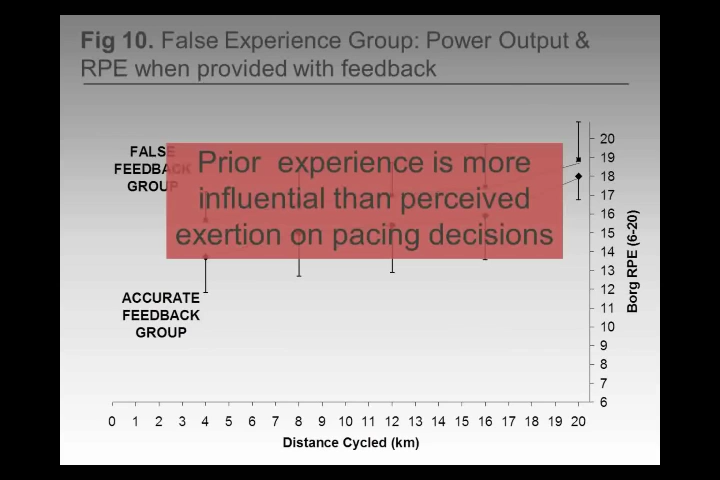 Fig 10. False Experience Group: Power Output &
RPE when provided with feedback
FALSE
FEEDBACK
GROUP
Prior experience is more
influential than perceived
exertion on pacing decisions
ACCURATE
FEEDBACK
GROUP
20
19
18
17
16
15
14
13
12
11
10
9
8
7
6
Borg RPE (6-20)
0 1 2 3 4 5 6 7 8 9 10 11 12 13 14 15 16 17 18 19 20
Distance Cycled (km)